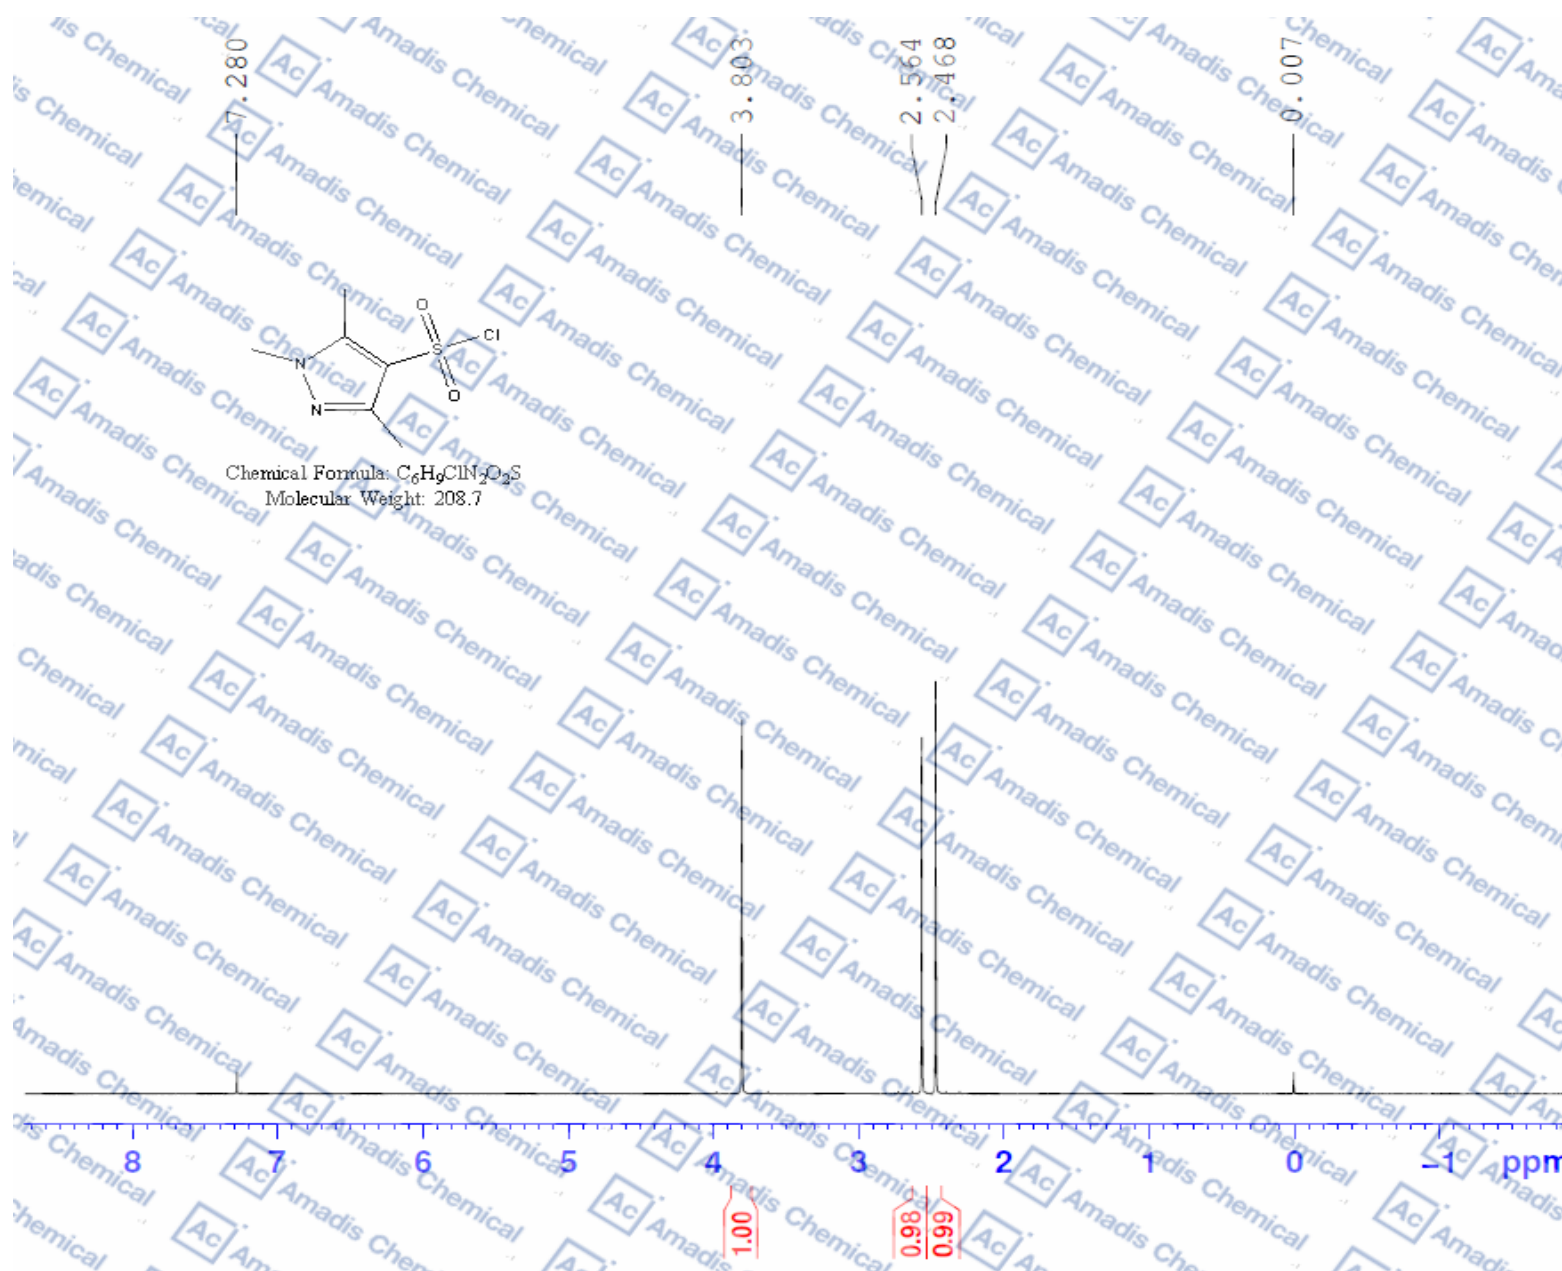 7.280
3.803
2.564
2.468
0.007
O
Cl
S
N
O
N
Chemical Formula: C₆H₉ClN₂O₂S
Molecular Weight: 208.7
8 7 6 5 4 3 2 1 0 -1 ppm
1.00
0.98
0.99
Ac Amadis Chemical